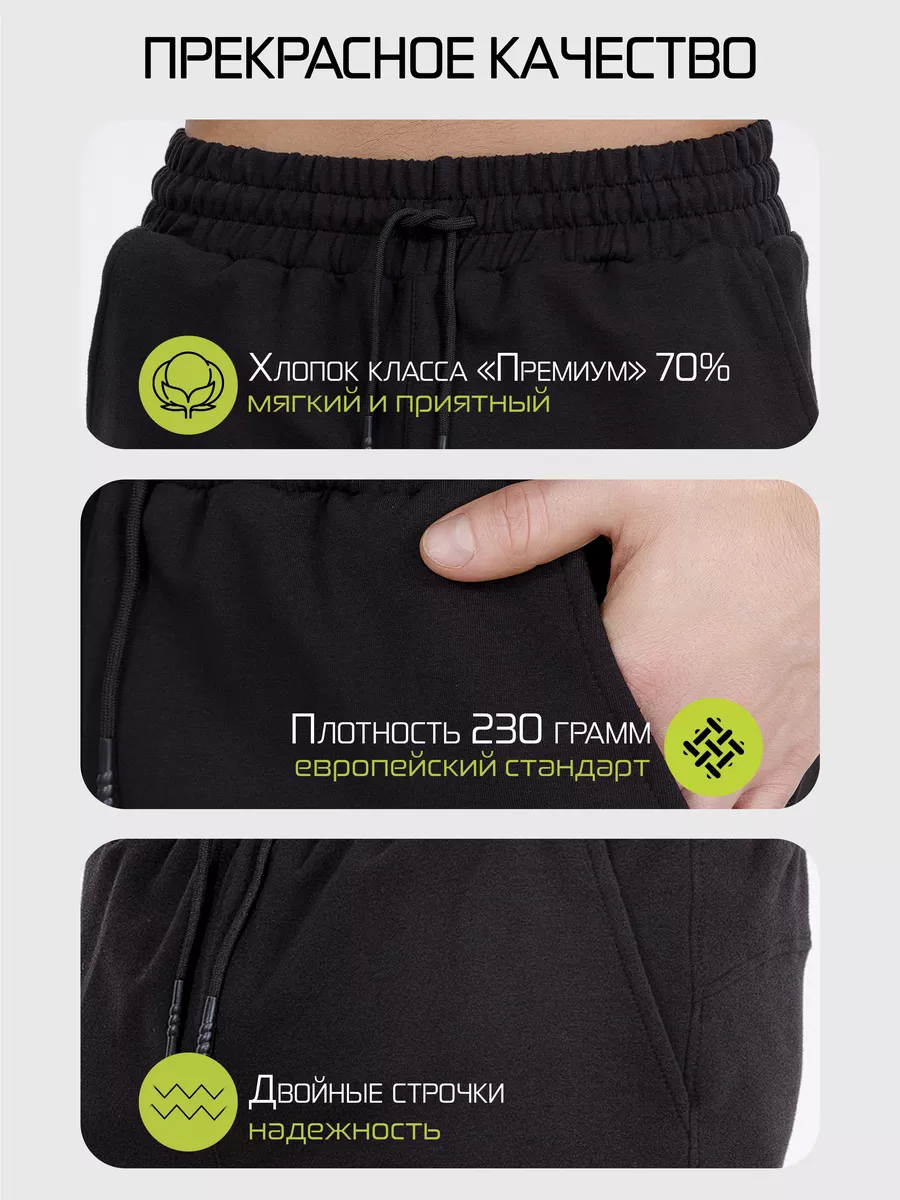 ПРЕКРАСНОЕ КАЧЕСТВО
Хлопок класса «Премиум» 70%
мягкий и приятный
Плотность 230 грамм
европейский стандарт
Двойные строчки
надежность